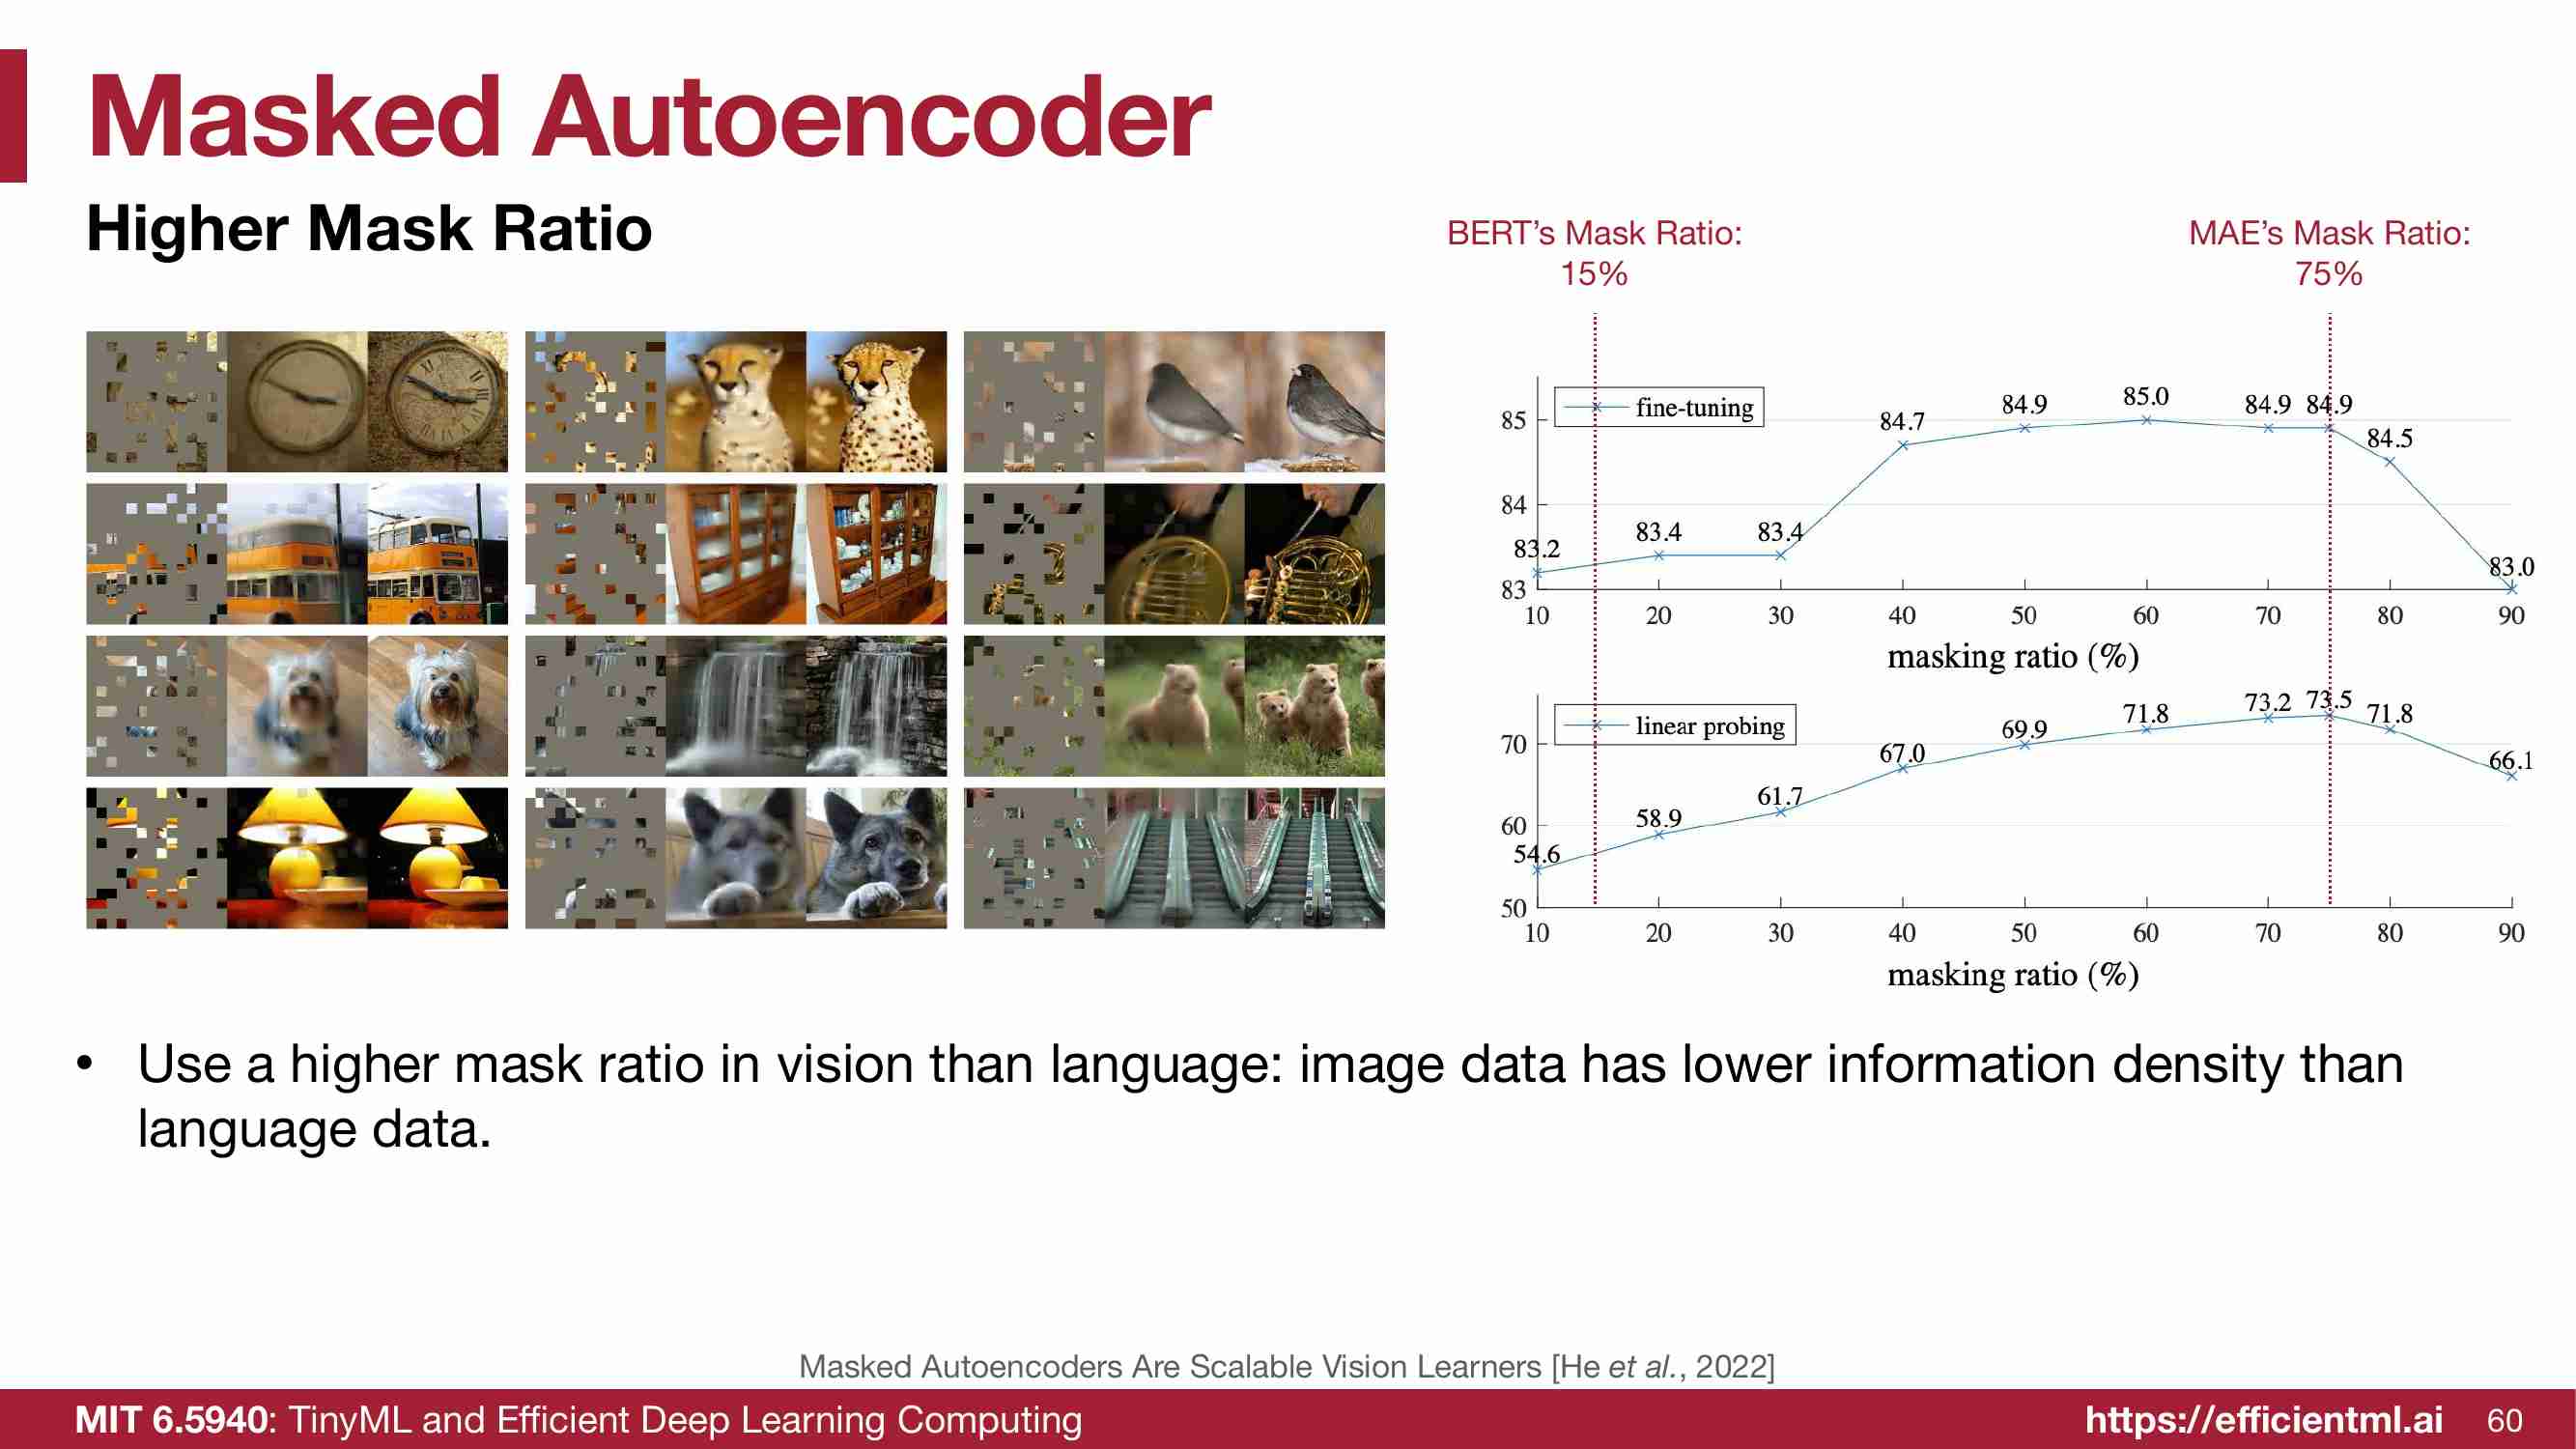 Masked Autoencoder
Higher Mask Ratio
BERT’s Mask Ratio:
15%
MAE’s Mask Ratio:
75%
fine-tuning
83.2
83.4
83.4
84.7
84.9
85.0
84.9
84.9
84.5
83.0
85
84
83
10 20 30 40 50 60 70 80 90
masking ratio (%)
linear probing
54.6
58.9
61.7
67.0
69.9
71.8
73.2
73.5
71.8
66.1
70
60
50
10 20 30 40 50 60 70 80 90
masking ratio (%)
• Use a higher mask ratio in vision than language: image data has lower information density than
language data.
Masked Autoencoders Are Scalable Vision Learners [He et al., 2022]
MIT 6.5940: TinyML and Efficient Deep Learning Computing
https://efficientml.ai 60